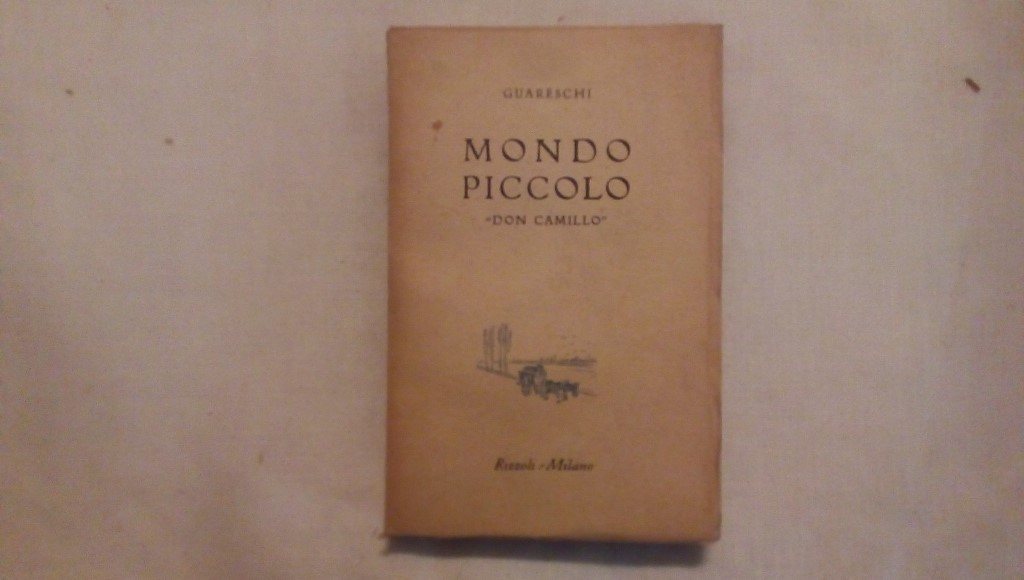 GUARESCHI
MONDO
PICCOLO
"DON CAMILLO"
Rizzoli - Milano